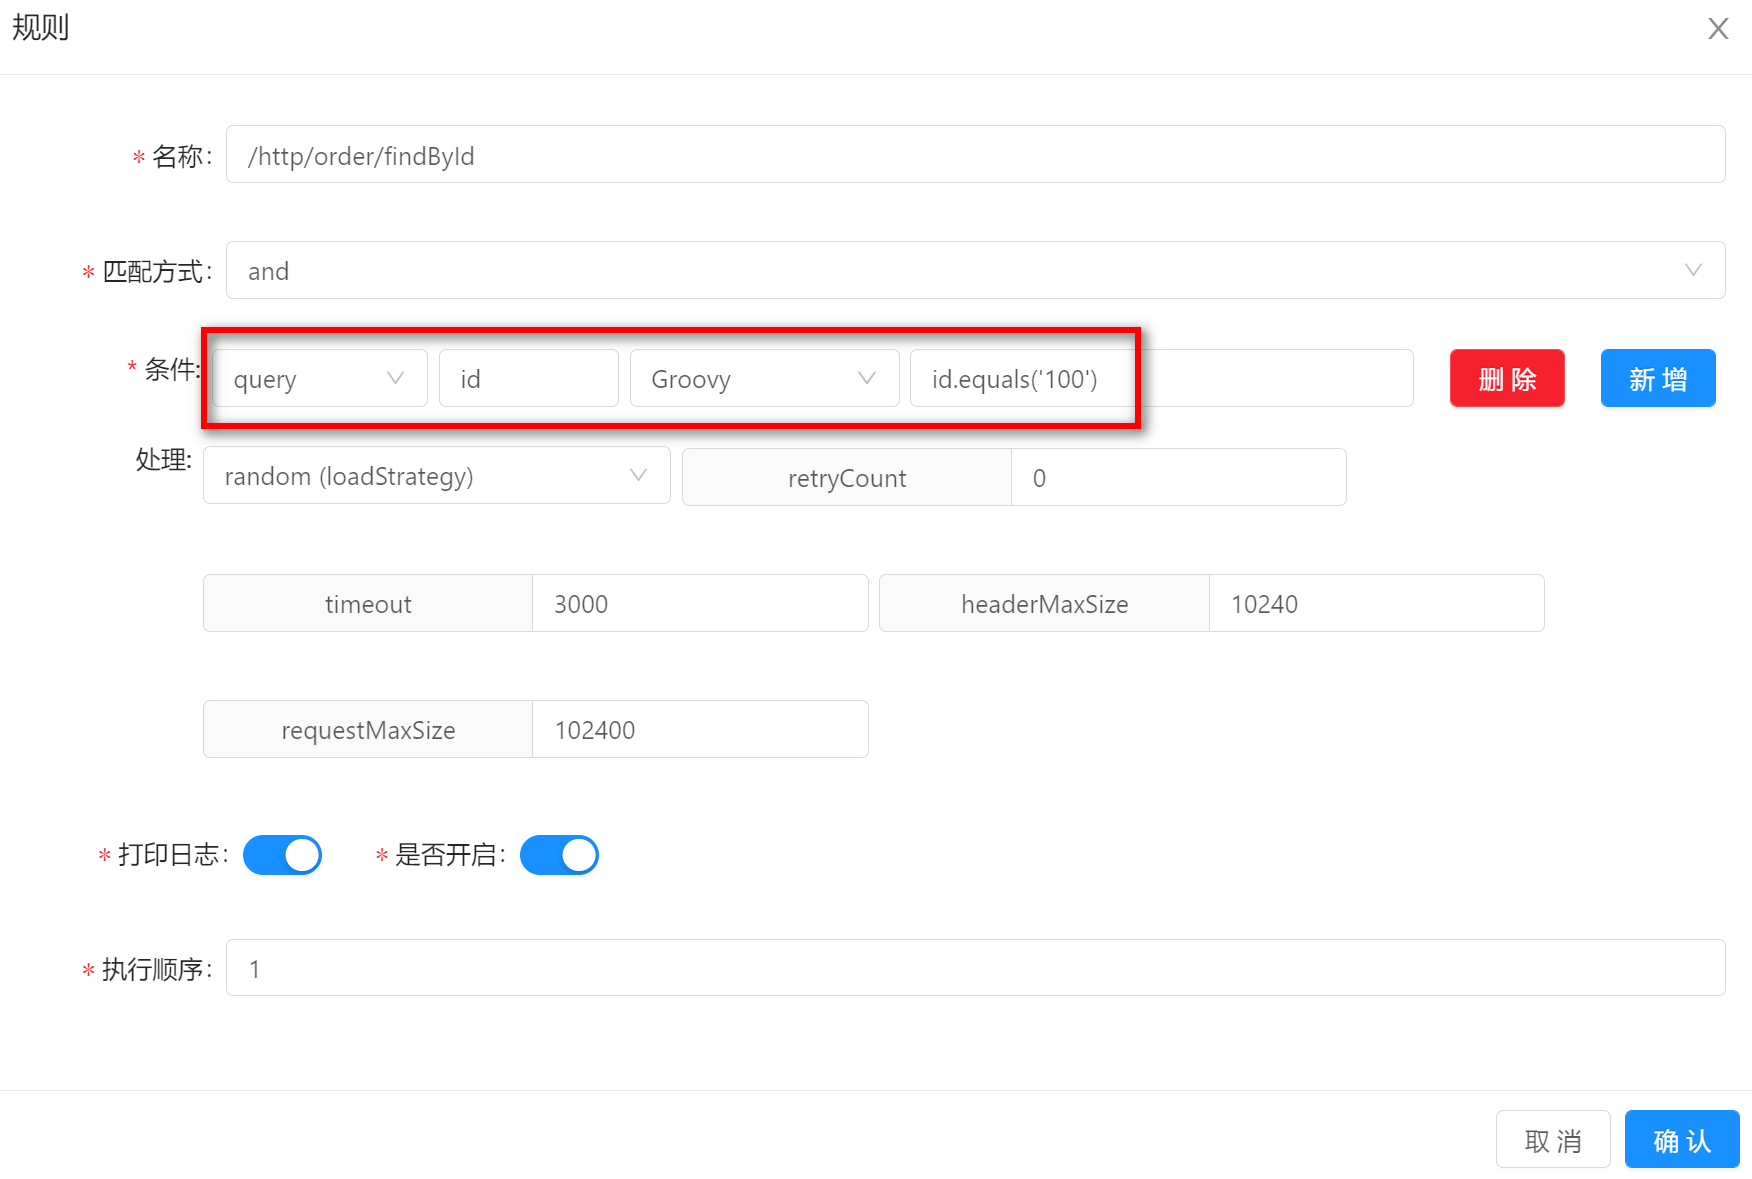 规则
* 名称: /http/order/findById
* 匹配方式: and
* 条件: query id Groovy id.equals('100') 删 除 新 增
处理: random (loadStrategy) retryCount 0
timeout 3000 headerMaxSize 10240
requestMaxSize 102400
* 打印日志: * 是否开启:
* 执行顺序: 1
取 消 确 认